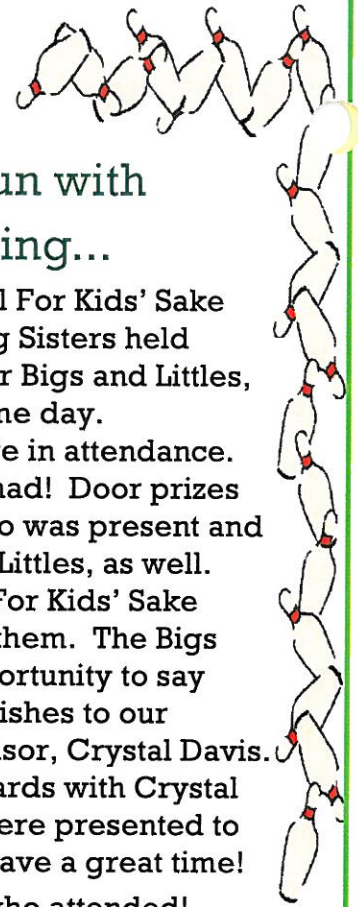 un with
ing...
l For Kids' Sake
g Sisters held
r Bigs and Littles,
ne day.
e in attendance.
had! Door prizes
o was present and
Littles, as well.
For Kids' Sake
them. The Bigs
ortunity to say
ishes to our
isor, Crystal Davis.
ards with Crystal
ere presented to
ave a great time!
who attended!